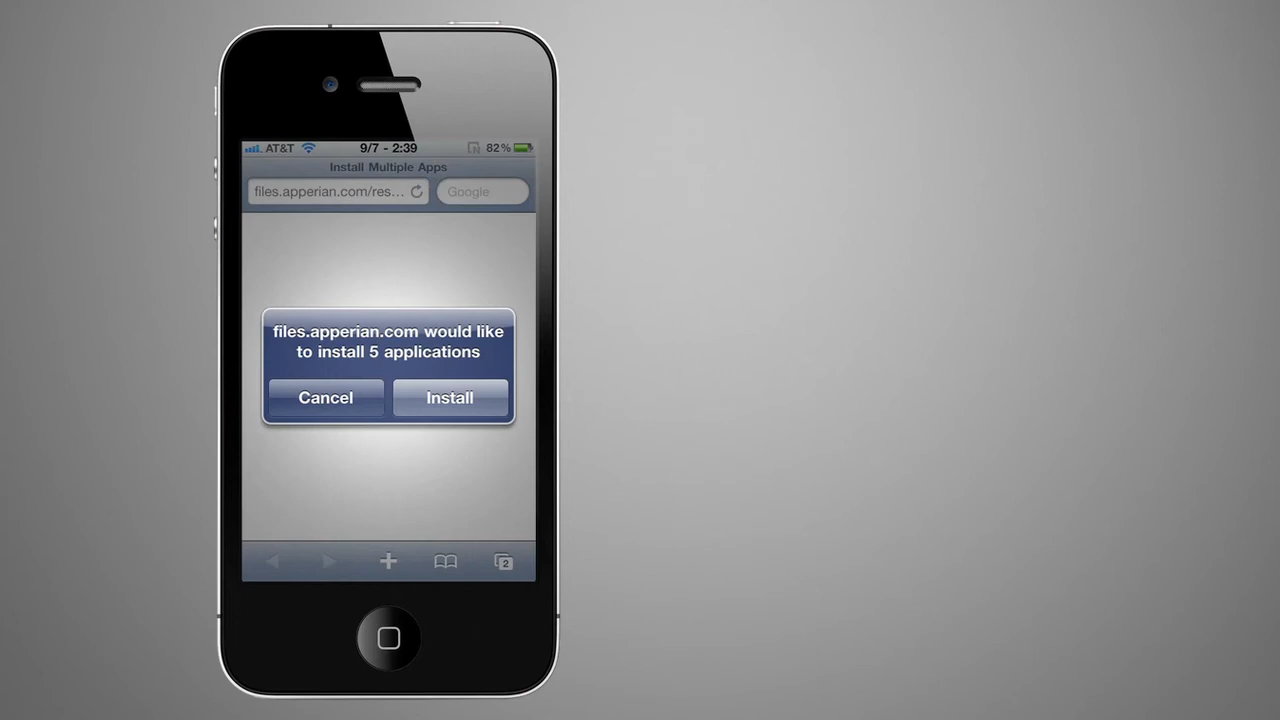 AT&T 9/7 - 2:39 82%
Install Multiple Apps
files.apperian.com/res... Google
files.apperian.com would like
to install 5 applications
Cancel Install
2